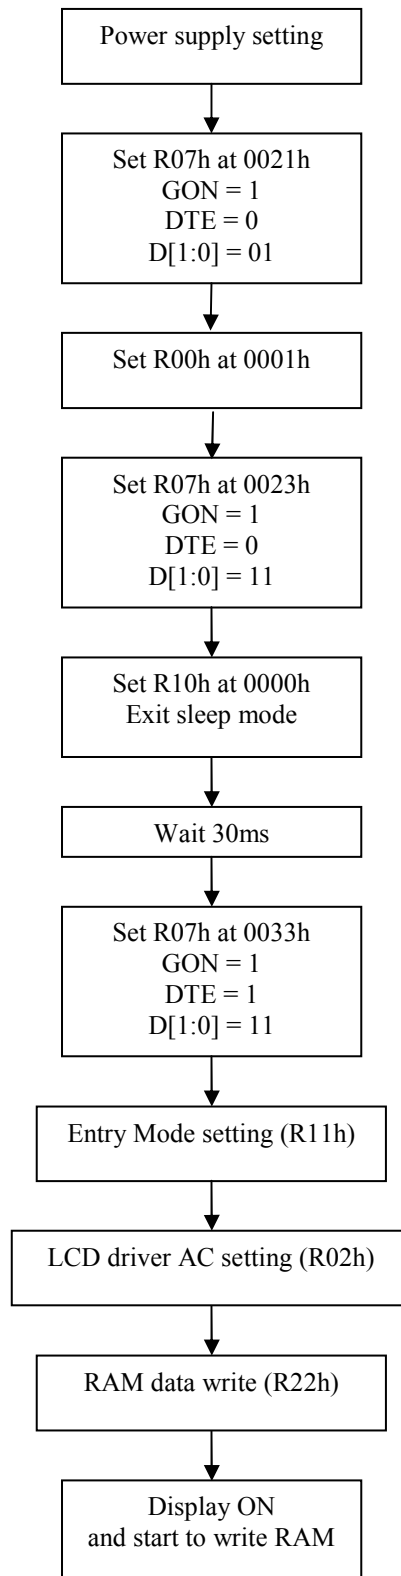 Power supply setting
Set R07h at 0021h
GON = 1
DTE = 0
D[1:0] = 01
Set R00h at 0001h
Set R07h at 0023h
GON = 1
DTE = 0
D[1:0] = 11
Set R10h at 0000h
Exit sleep mode
Wait 30ms
Set R07h at 0033h
GON = 1
DTE = 1
D[1:0] = 11
Entry Mode setting (R11h)
LCD driver AC setting (R02h)
RAM data write (R22h)
Display ON
and start to write RAM